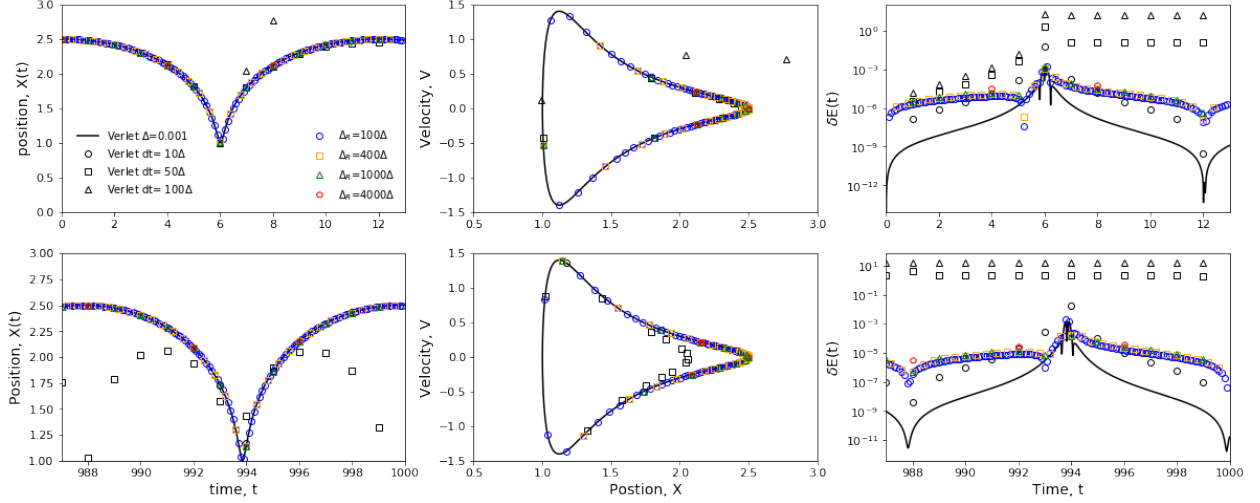 position, X(t)
3.0
2.5
2.0
1.5
1.0
0.5
0.0
Verlet Δ=0.001
Verlet dt= 10Δ
Verlet dt= 50Δ
Verlet dt= 100Δ
Δ_R=100Δ
Δ_R=400Δ
Δ_R=1000Δ
Δ_R=4000Δ
0 2 4 6 8 10 12
Velocity, V
1.5
1.0
0.5
0.0
−0.5
−1.0
−1.5
0.5 1.0 1.5 2.0 2.5 3.0
δE(t)
10⁰
10⁻³
10⁻⁶
10⁻⁹
10⁻¹²
0 2 4 6 8 10 12
Position, X(t)
3.00
2.75
2.50
2.25
2.00
1.75
1.50
1.25
1.00
988 990 992 994 996 998 1000
time, t
Velocity, V
1.5
1.0
0.5
0.0
−0.5
−1.0
−1.5
0.5 1.0 1.5 2.0 2.5 3.0
Postion, X
δE(t)
10¹
10⁻¹
10⁻³
10⁻⁵
10⁻⁷
10⁻⁹
10⁻¹¹
988 990 992 994 996 998 1000
Time, t